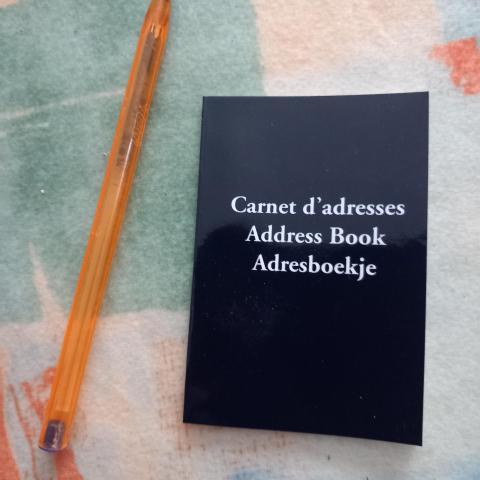 Carnet d'adresses
Address Book
Adresboekje